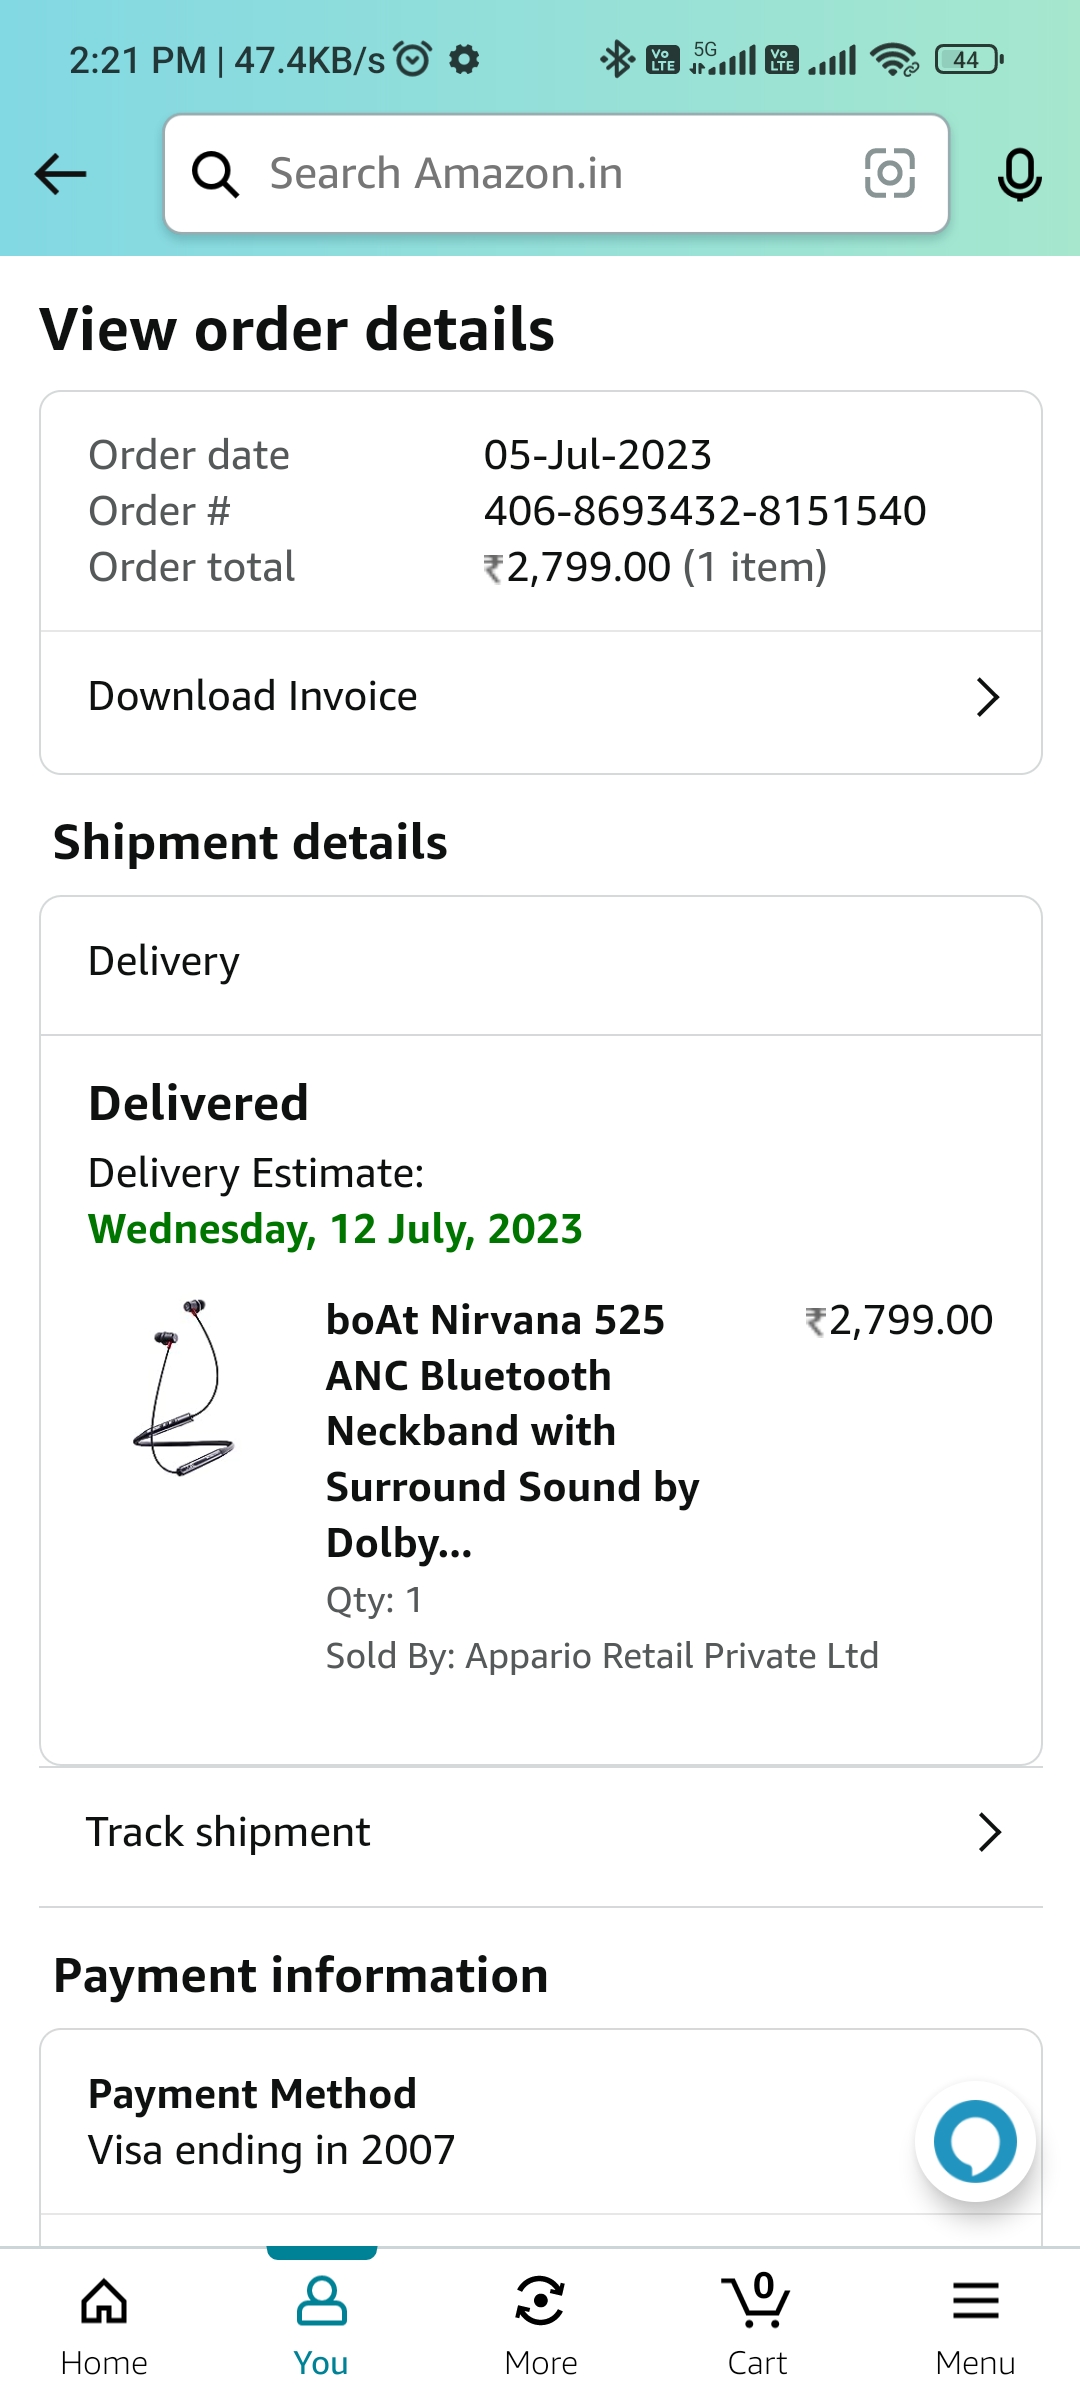 2:21 PM | 47.4KB/s Vo LTE 5G Vo LTE 44
Search Amazon.in
View order details
Order date 05-Jul-2023
Order # 406-8693432-8151540
Order total ₹2,799.00 (1 item)
Download Invoice
Shipment details
Delivery
Delivered
Delivery Estimate:
Wednesday, 12 July, 2023
boAt Nirvana 525 ₹2,799.00
ANC Bluetooth
Neckband with
Surround Sound by
Dolby...
Qty: 1
Sold By: Appario Retail Private Ltd
Track shipment
Payment information
Payment Method
Visa ending in 2007
0
Home You More Cart Menu